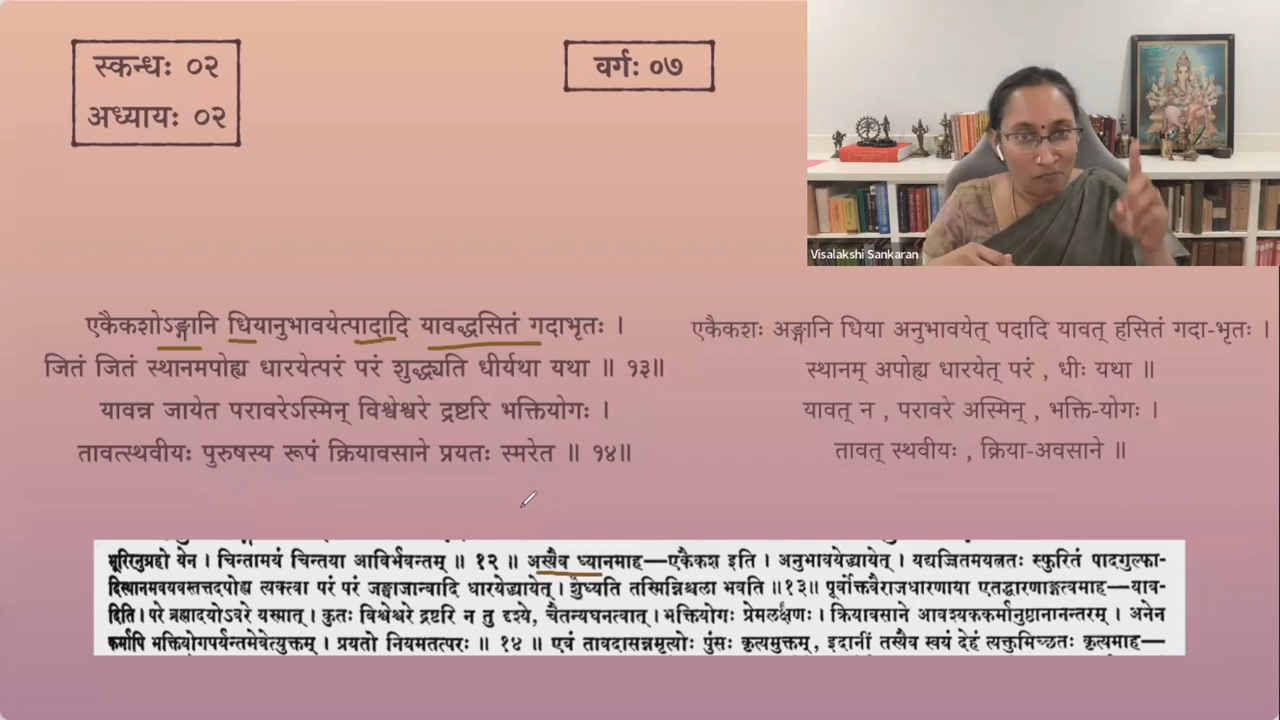 स्कन्धः ०२
अध्यायः ०२
वर्गः ०७
Visalakshi Sankaran
एकैकशोऽङ्गानि धियानुभावयेत्पादादि यावद्धसितं गदाभृतः ।
जितं जितं स्थानमपोह्य धारयेत्परं परं शुद्ध्यति धीर्यथा यथा ॥ १३॥
यावन्न जायेत परावरेऽस्मिन् विश्वेश्वरे द्रष्टरि भक्तियोगः ।
तावत्स्थवीयः पुरुषस्य रूपं क्रियावसाने प्रयतः स्मरेत ॥ १४॥
एकैकशः अङ्गानि धिया अनुभावयेत् पदादि यावत् हसितं गदा-भृतः ।
स्थानम् अपोह्य धारयेत् परं , धीः यथा ॥
यावत् न , परावरे अस्मिन् , भक्ति-योगः ।
तावत् स्थवीयः , क्रिया-अवसाने ॥
भूरिरनुग्रहो येन । चिन्तामयं चिन्तया आविर्भवन्तम् ॥ १२ ॥ अस्यैव ध्यानमाह—एकैकश इति । अनुभावयेद्ध्यायेत् । यद्यज्जितमयत्नतः स्फुरितं पादगुल्फा-
दिस्थानमवयवस्तत्तदपोह्य त्यक्त्वा परं परं जङ्घाजान्वादि धारयेद्ध्यायेत् । शुध्यति तस्मिन्निश्चला भवति ॥१३॥ पूर्वोक्तवैराजधारणाया एतद्धारणाङ्गत्वमाह—याव-
दिति । परे ब्रह्मादयोऽवरे यस्मात् । कुतः विश्वेश्वरे द्रष्टरि न तु दृश्ये, चैतन्यघनत्वात् । भक्तियोगः प्रेमलक्षणः । क्रियावसाने आवश्यककर्मानुष्ठानानन्तरम् । अनेन
कर्मापि भक्तियोगपर्यन्तमेवेत्युक्तम् । प्रयतो नियमतत्परः ॥ १४ ॥ एवं तावदासन्नमृत्योः पुंसः कृत्यमुक्तम्, इदानीं तस्यैव स्वयं देहं त्यक्तुमिच्छतः कृत्यमाह—